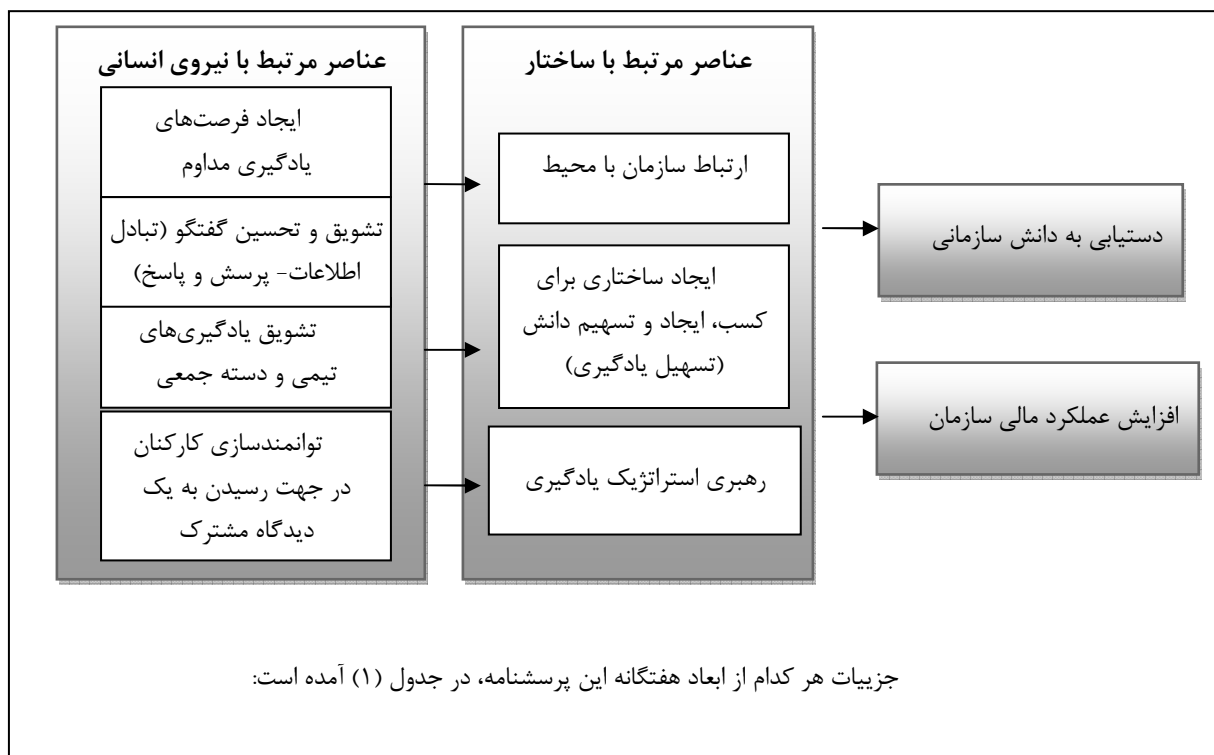 عناصر مرتبط با نیروی انسانی
ایجاد فرصت‌های
یادگیری مداوم
تشویق و تحسین گفتگو (تبادل
اطلاعات- پرسش و پاسخ)
تشویق یادگیری‌های
تیمی و دسته جمعی
توانمندسازی کارکنان
در جهت رسیدن به یک
دیدگاه مشترک
عناصر مرتبط با ساختار
ارتباط سازمان با محیط
ایجاد ساختاری برای
کسب، ایجاد و تسهیم دانش
(تسهیل یادگیری)
رهبری استراتژیک یادگیری
دستیابی به دانش سازمانی
افزایش عملکرد مالی سازمان
جزییات هر کدام از ابعاد هفتگانه این پرسشنامه، در جدول (۱) آمده است: